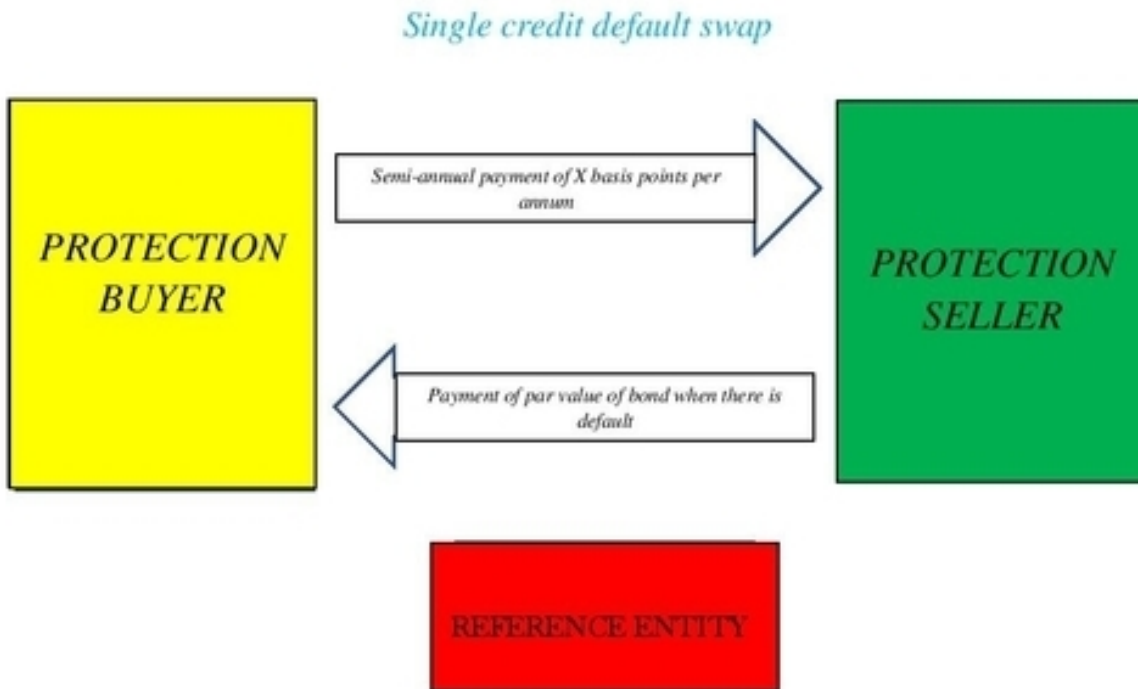 Single credit default swap
PROTECTION
BUYER
Semi-annual payment of X basis points per
annum
PROTECTION
SELLER
Payment of par value of bond when there is
default
REFERENCE ENTITY